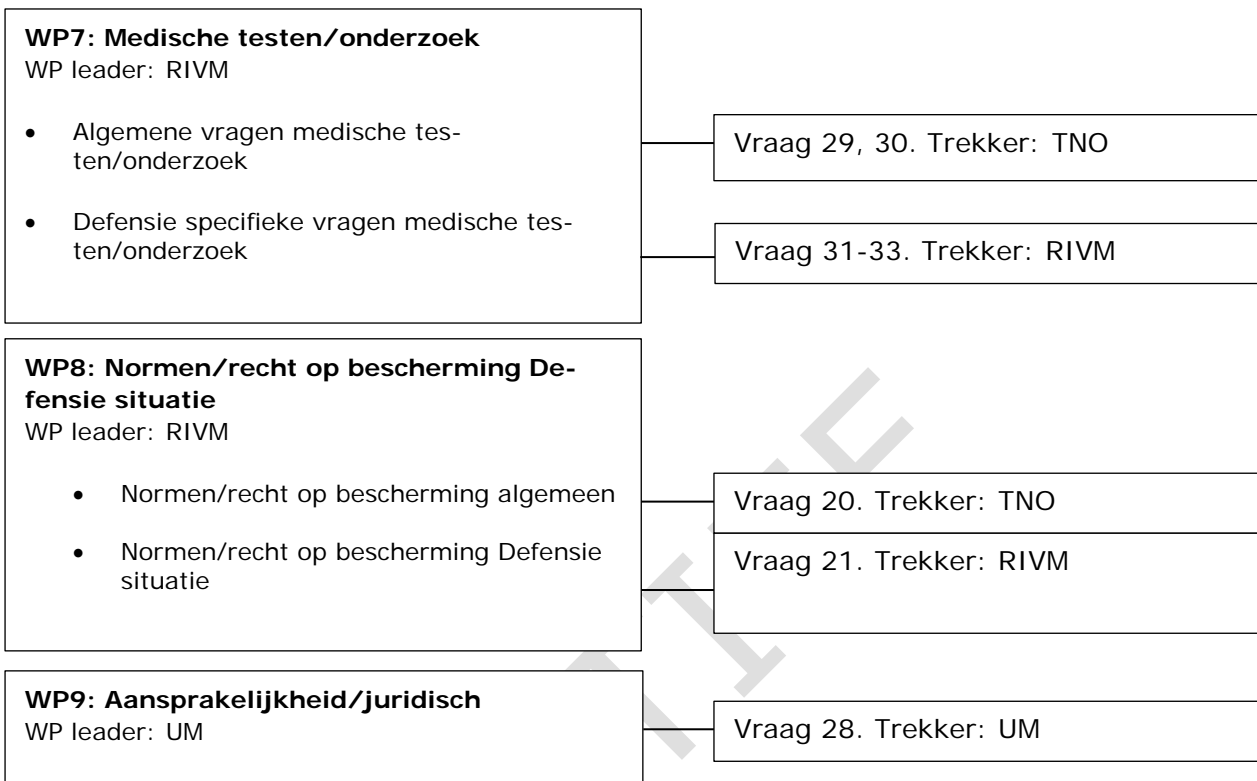 WP7: Medische testen/onderzoek
WP leader: RIVM
• Algemene vragen medische tes-
ten/onderzoek
Vraag 29, 30. Trekker: TNO
• Defensie specifieke vragen medische tes-
ten/onderzoek
Vraag 31-33. Trekker: RIVM
WP8: Normen/recht op bescherming De-
fensie situatie
WP leader: RIVM
• Normen/recht op bescherming algemeen
Vraag 20. Trekker: TNO
• Normen/recht op bescherming Defensie
situatie
Vraag 21. Trekker: RIVM
WP9: Aansprakelijkheid/juridisch
WP leader: UM
Vraag 28. Trekker: UM